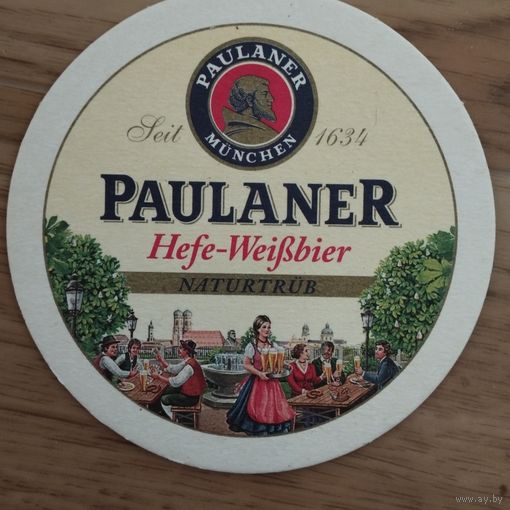 PAULANER
MÜNCHEN
Seit 1634
PAULANER
Hefe-Weißbier
NATURTRÜB
www.ay.by